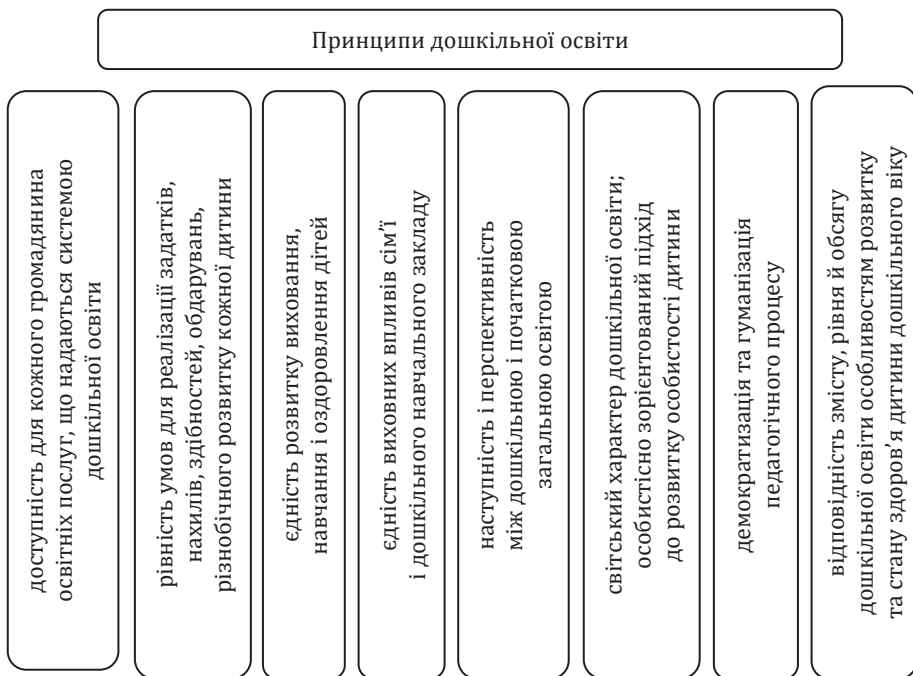 Принципи дошкільної освіти
доступність для кожного громадянина
освітніх послуг, що надаються системою
дошкільної освіти
рівність умов для реалізації задатків,
нахилів, здібностей, обдарувань,
різнобічного розвитку кожної дитини
єдність розвитку виховання,
навчання і оздоровлення дітей
єдність виховних впливів сім’ї
і дошкільного навчального закладу
наступність і перспективність
між дошкільною і початковою
загальною освітою
світський характер дошкільної освіти;
особистісно зорієнтований підхід
до розвитку особистості дитини
демократизація та гуманізація
педагогічного процесу
відповідність змісту, рівня й обсягу
дошкільної освіти особливостям розвитку
та стану здоров’я дитини дошкільного віку